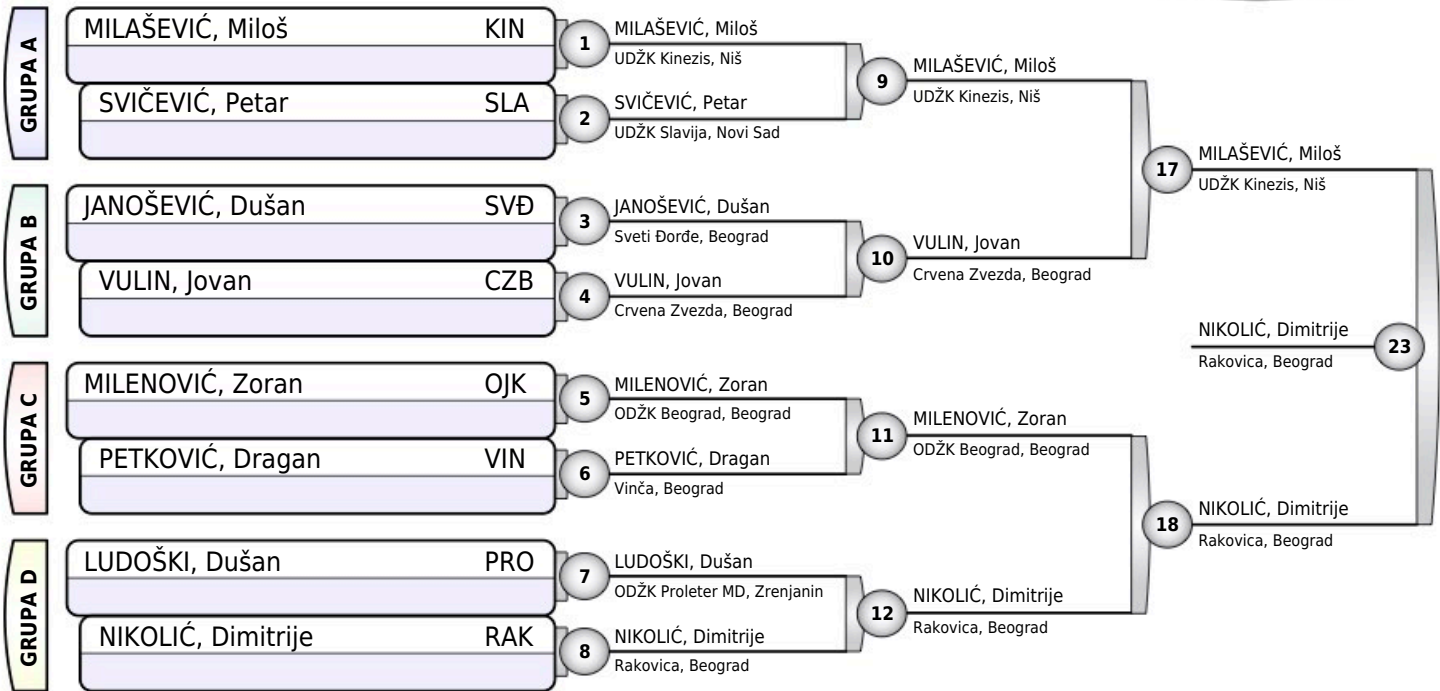 GRUPA A
MILAŠEVIĆ, Miloš KIN
SVIČEVIĆ, Petar SLA
GRUPA B
JANOŠEVIĆ, Dušan SVĐ
VULIN, Jovan CZB
GRUPA C
MILENOVIĆ, Zoran OJK
PETKOVIĆ, Dragan VIN
GRUPA D
LUDOŠKI, Dušan PRO
NIKOLIĆ, Dimitrije RAK
1
MILAŠEVIĆ, Miloš
UDŽK Kinezis, Niš
2
SVIČEVIĆ, Petar
UDŽK Slavija, Novi Sad
3
JANOŠEVIĆ, Dušan
Sveti Đorđe, Beograd
4
VULIN, Jovan
Crvena Zvezda, Beograd
5
MILENOVIĆ, Zoran
ODŽK Beograd, Beograd
6
PETKOVIĆ, Dragan
Vinča, Beograd
7
LUDOŠKI, Dušan
ODŽK Proleter MD, Zrenjanin
8
NIKOLIĆ, Dimitrije
Rakovica, Beograd
9
MILAŠEVIĆ, Miloš
UDŽK Kinezis, Niš
10
VULIN, Jovan
Crvena Zvezda, Beograd
11
MILENOVIĆ, Zoran
ODŽK Beograd, Beograd
12
NIKOLIĆ, Dimitrije
Rakovica, Beograd
17
MILAŠEVIĆ, Miloš
UDŽK Kinezis, Niš
18
NIKOLIĆ, Dimitrije
Rakovica, Beograd
NIKOLIĆ, Dimitrije
Rakovica, Beograd
23